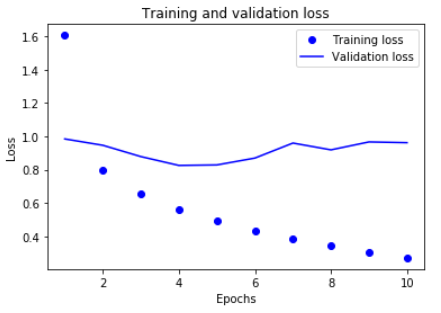 Training and validation loss
Training loss
Validation loss
1.6
1.4
1.2
1.0
0.8
0.6
0.4
Loss
2
4
6
8
10
Epochs